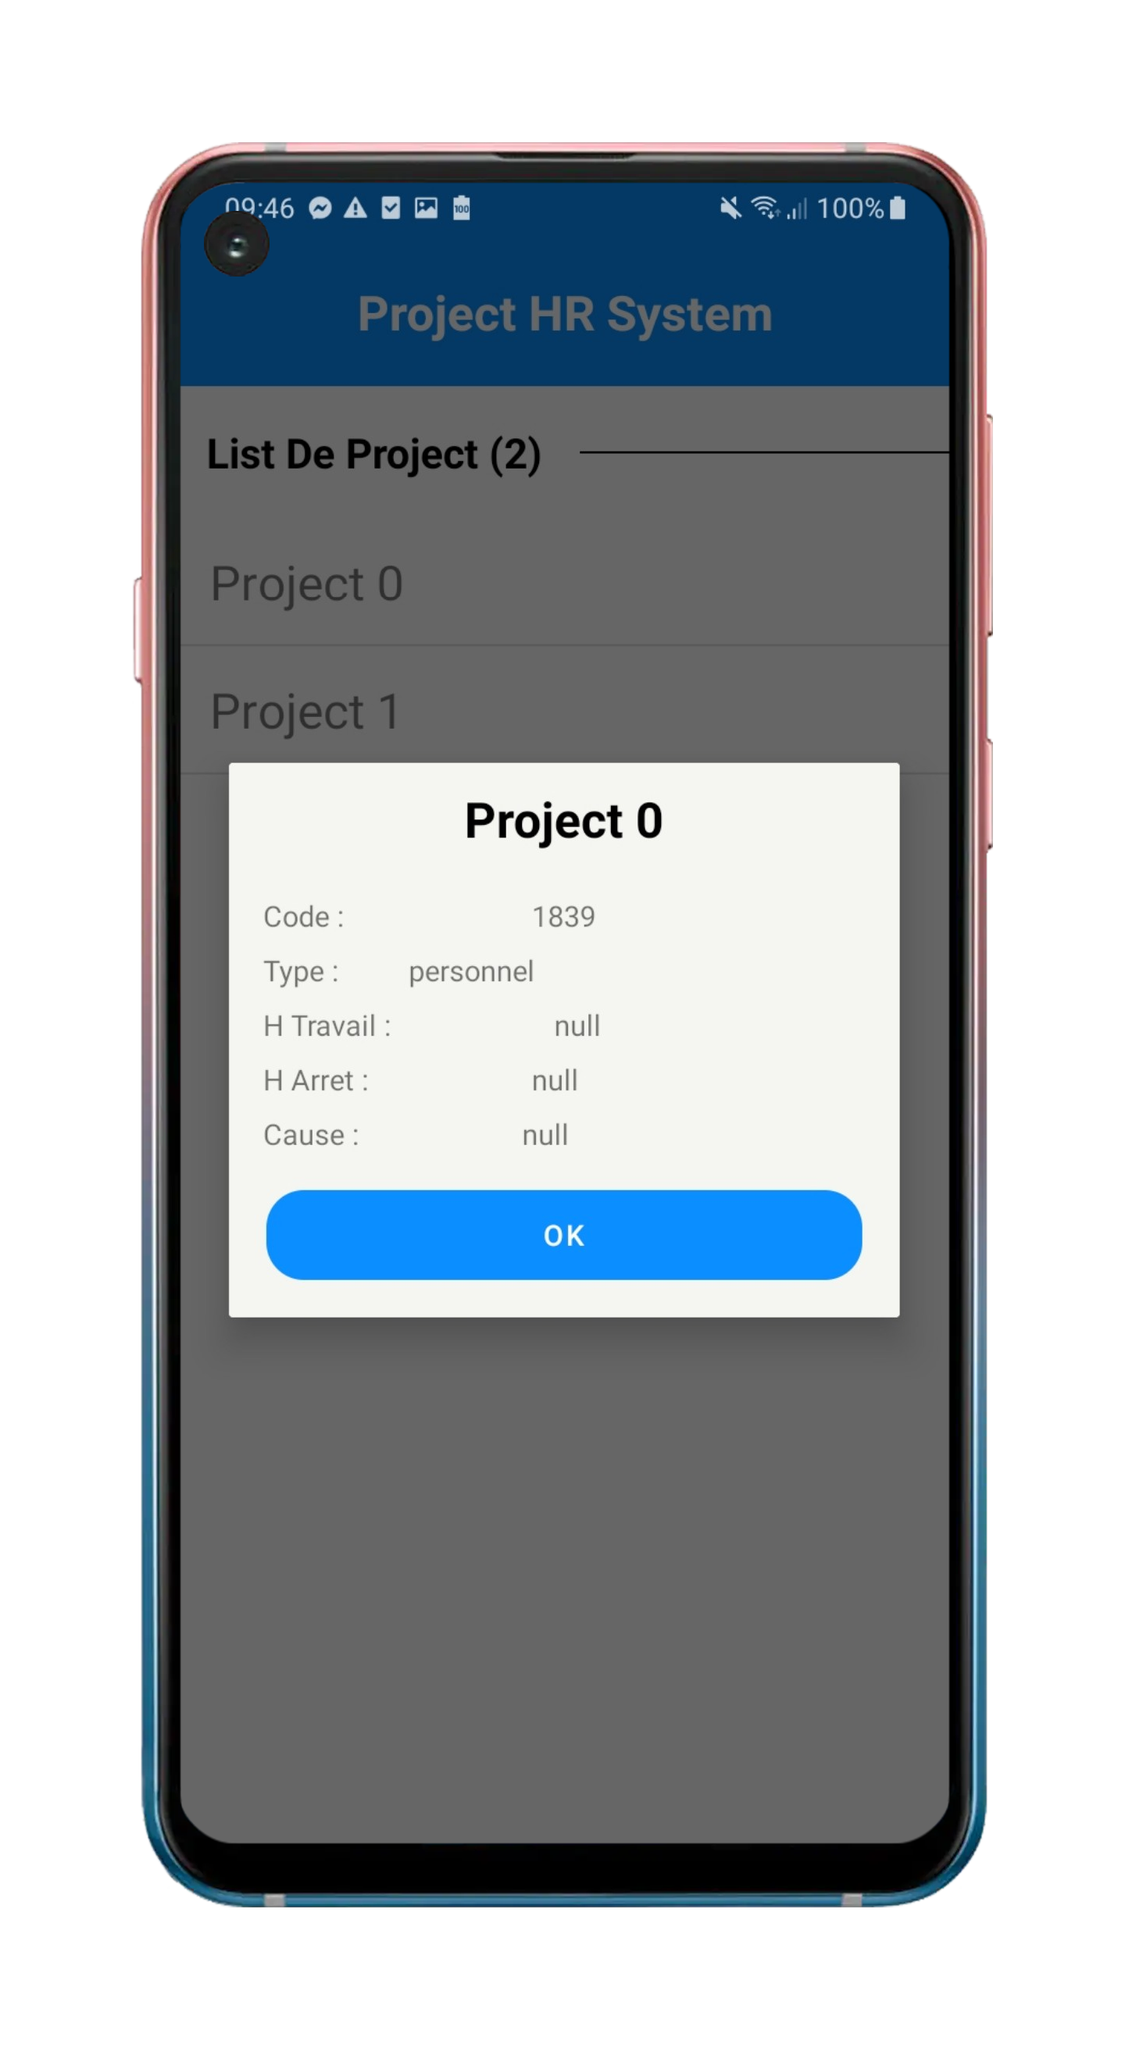 09:46 100 100%
Project HR System
List De Project (2)
Project 0
Project 1
Project 0
Code : 1839
Type : personnel
H Travail : null
H Arret : null
Cause : null
OK